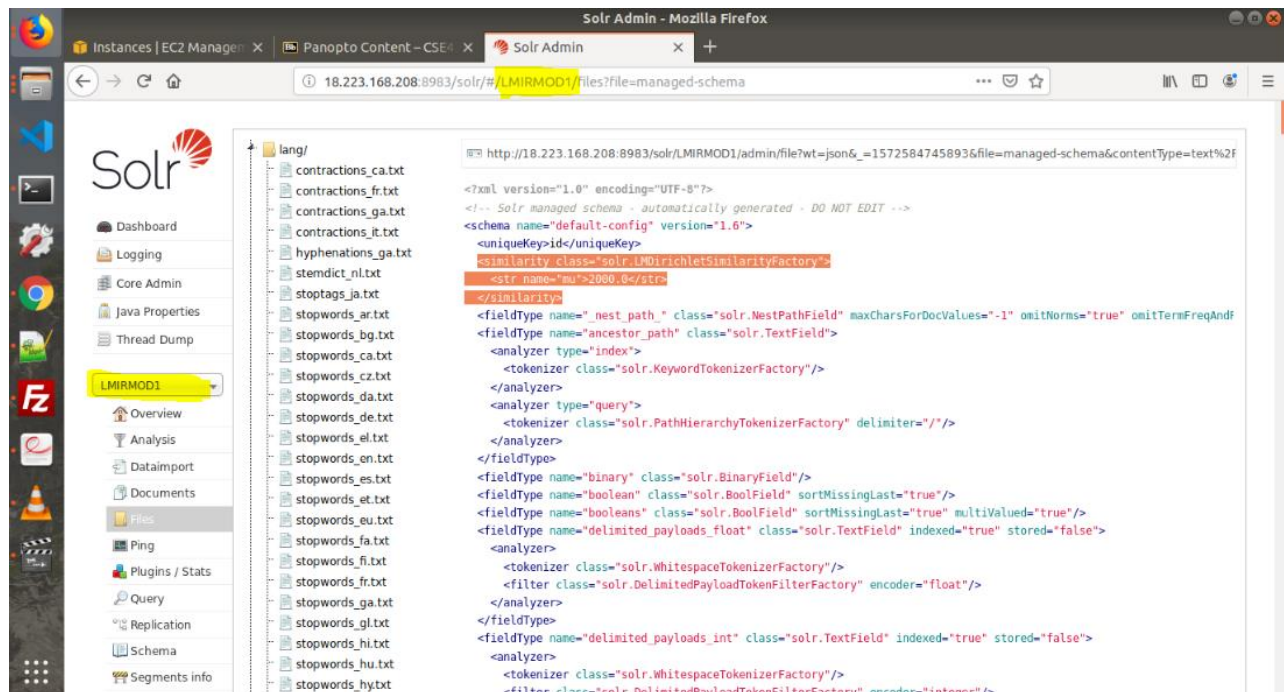 Solr Admin - Mozilla Firefox
Instances | EC2 Managem
Panopto Content – CSE4
Solr Admin
18.223.168.208:8983/solr/#/LMIRMOD1/files?file=managed-schema
Solr
Dashboard
Logging
Core Admin
Java Properties
Thread Dump
LMIRMOD1
Overview
Analysis
Dataimport
Documents
Files
Ping
Plugins / Stats
Query
Replication
Schema
Segments info
lang/
contractions_ca.txt
contractions_fr.txt
contractions_ga.txt
contractions_it.txt
hyphenations_ga.txt
stemdict_nl.txt
stoptags_ja.txt
stopwords_ar.txt
stopwords_bg.txt
stopwords_ca.txt
stopwords_cz.txt
stopwords_da.txt
stopwords_de.txt
stopwords_el.txt
stopwords_en.txt
stopwords_es.txt
stopwords_et.txt
stopwords_eu.txt
stopwords_fa.txt
stopwords_fi.txt
stopwords_fr.txt
stopwords_ga.txt
stopwords_gl.txt
stopwords_hi.txt
stopwords_hu.txt
stopwords_hy.txt
http://18.223.168.208:8983/solr/LMIRMOD1/admin/file?wt=json&_=1572584745893&file=managed-schema&contentType=text%2F
<?xml version="1.0" encoding="UTF-8"?>
<!-- Solr managed schema - automatically generated - DO NOT EDIT -->
<schema name="default-config" version="1.6">
<uniqueKey>id</uniqueKey>
<similarity class="solr.LMDirichletSimilarityFactory">
<str name="mu">2000.0</str>
</similarity>
<fieldType name="_nest_path_" class="solr.NestPathField" maxCharsForDocValues="-1" omitNorms="true" omitTermFreqAndP
<fieldType name="ancestor_path" class="solr.TextField">
<analyzer type="index">
<tokenizer class="solr.KeywordTokenizerFactory"/>
</analyzer>
<analyzer type="query">
<tokenizer class="solr.PathHierarchyTokenizerFactory" delimiter="/"/>
</analyzer>
</fieldType>
<fieldType name="binary" class="solr.BinaryField"/>
<fieldType name="boolean" class="solr.BoolField" sortMissingLast="true"/>
<fieldType name="booleans" class="solr.BoolField" sortMissingLast="true" multiValued="true"/>
<fieldType name="delimited_payloads_float" class="solr.TextField" indexed="true" stored="false">
<analyzer>
<tokenizer class="solr.WhitespaceTokenizerFactory"/>
<filter class="solr.DelimitedPayloadTokenFilterFactory" encoder="float"/>
</analyzer>
</fieldType>
<fieldType name="delimited_payloads_int" class="solr.TextField" indexed="true" stored="false">
<analyzer>
<tokenizer class="solr.WhitespaceTokenizerFactory"/>
<filter class="solr.DelimitedPayloadTokenFilterFactory" encoder="integer"/>